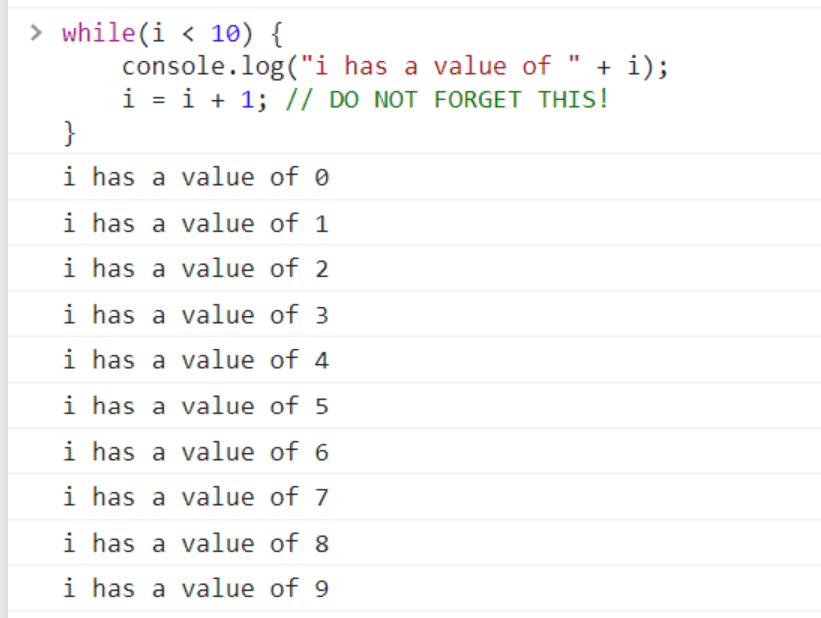 > while(i < 10) {
    console.log("i has a value of " + i);
    i = i + 1; // DO NOT FORGET THIS!
}
i has a value of 0
i has a value of 1
i has a value of 2
i has a value of 3
i has a value of 4
i has a value of 5
i has a value of 6
i has a value of 7
i has a value of 8
i has a value of 9